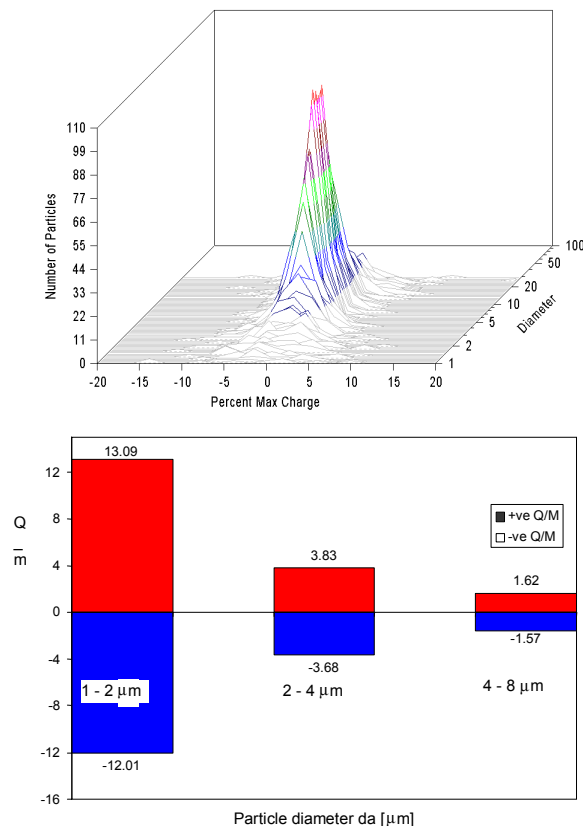 110
99
88
77
66
55
44
33
22
11
0
Number of Particles
-20 -15 -10 -5 0 5 10 15 20
Percent Max Charge
1 2 5 10 20 50 100
Diameter
12
8
4
0
-4
-8
-12
-16
Q
m
13.09
3.83
1.62
+ve Q/M
-ve Q/M
-12.01
-3.68
-1.57
1 - 2 μm
2 - 4 μm
4 - 8 μm
Particle diameter da [μm]